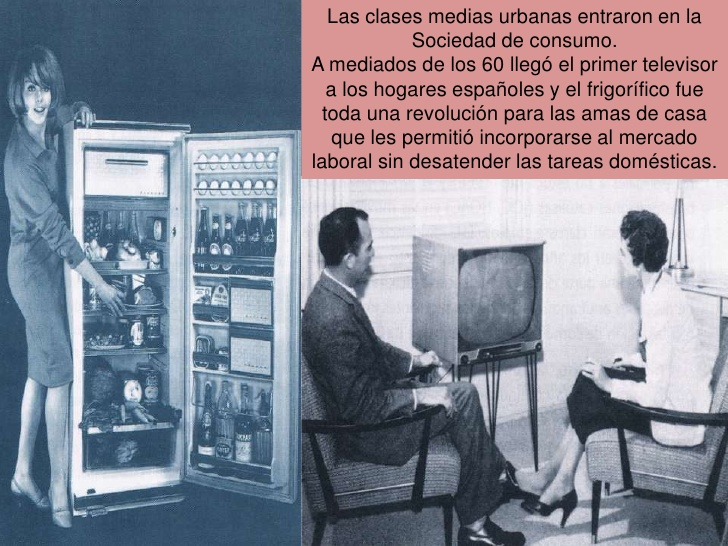 Las clases medias urbanas entraron en la
Sociedad de consumo.
A mediados de los 60 llegó el primer televisor
a los hogares españoles y el frigorífico fue
toda una revolución para las amas de casa
que les permitió incorporarse al mercado
laboral sin desatender las tareas domésticas.